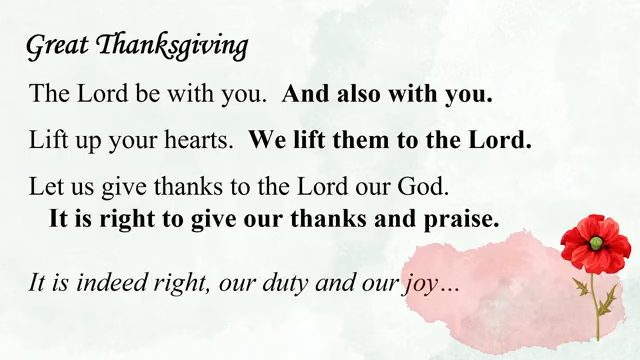 Great Thanksgiving
The Lord be with you. And also with you.
Lift up your hearts. We lift them to the Lord.
Let us give thanks to the Lord our God.
It is right to give our thanks and praise.
It is indeed right, our duty and our joy…